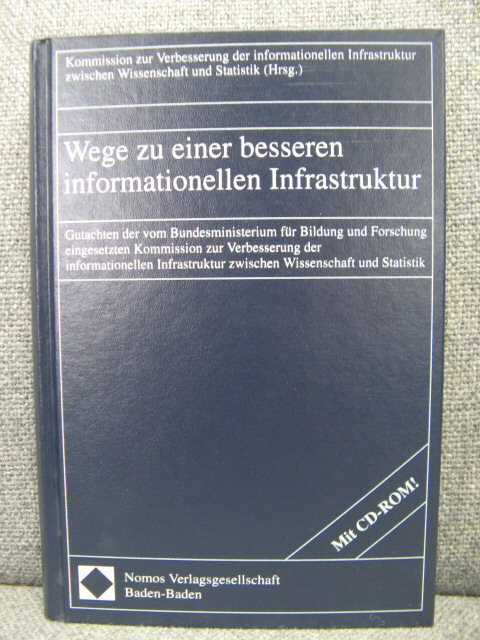 Kommission zur Verbesserung der informationellen Infrastruktur
zwischen Wissenschaft und Statistik (Hrsg.)
Wege zu einer besseren
informationellen Infrastruktur
Gutachten der vom Bundesministerium für Bildung und Forschung
eingesetzten Kommission zur Verbesserung der
informationellen Infrastruktur zwischen Wissenschaft und Statistik
Mit CD-ROM!
Nomos Verlagsgesellschaft
Baden-Baden